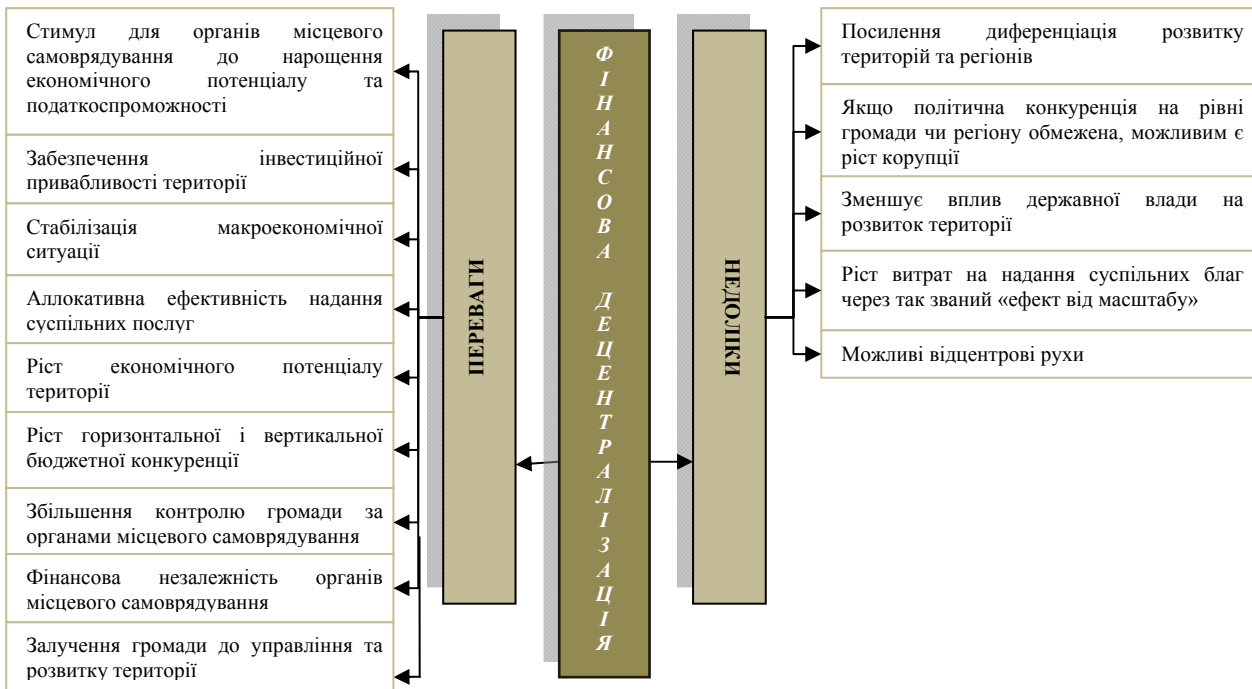 Стимул для органів місцевого
самоврядування до нарощення
економічного потенціалу та
податкоспроможності
Забезпечення інвестиційної
привабливості території
Стабілізація макроекономічної
ситуації
Аллокативна ефективність надання
суспільних послуг
Ріст економічного потенціалу
території
Ріст горизонтальної і вертикальної
бюджетної конкуренції
Збільшення контролю громади за
органами місцевого самоврядування
Фінансова незалежність органів
місцевого самоврядування
Залучення громади до управління та
розвитку території
ПЕРЕВАГИ
ФІНАНСОВА ДЕЦЕНТРАЛІЗАЦІЯ
НЕДОЛІКИ
Посилення диференціація розвитку
територій та регіонів
Якщо політична конкуренція на рівні
громади чи регіону обмежена, можливим є
ріст корупції
Зменшує вплив державної влади на
розвиток території
Ріст витрат на надання суспільних благ
через так званий «ефект від масштабу»
Можливі відцентрові рухи